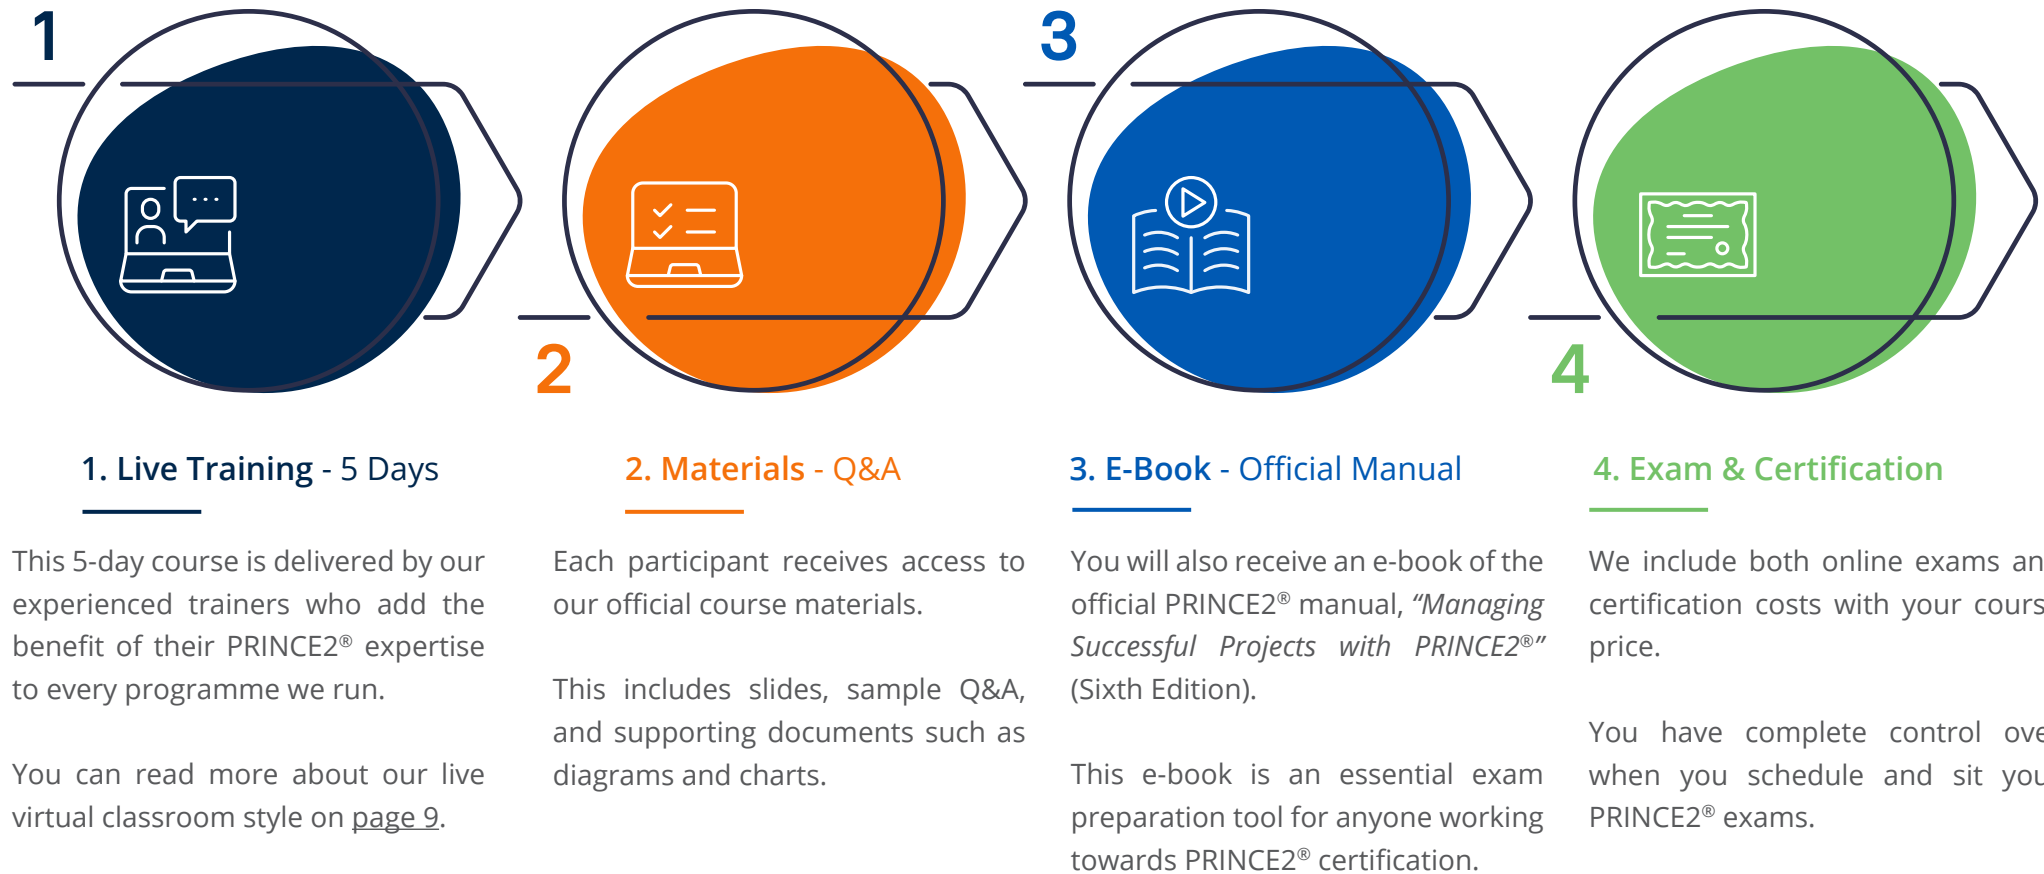 1
2
3
4
1. Live Training - 5 Days
This 5-day course is delivered by our
experienced trainers who add the
benefit of their PRINCE2® expertise
to every programme we run.
You can read more about our live
virtual classroom style on page 9.
2. Materials - Q&A
Each participant receives access to
our official course materials.
This includes slides, sample Q&A,
and supporting documents such as
diagrams and charts.
3. E-Book - Official Manual
You will also receive an e-book of the
official PRINCE2® manual, “Managing
Successful Projects with PRINCE2®”
(Sixth Edition).
This e-book is an essential exam
preparation tool for anyone working
towards PRINCE2® certification.
4. Exam & Certification
We include both online exams an
certification costs with your cours
price.
You have complete control ove
when you schedule and sit you
PRINCE2® exams.